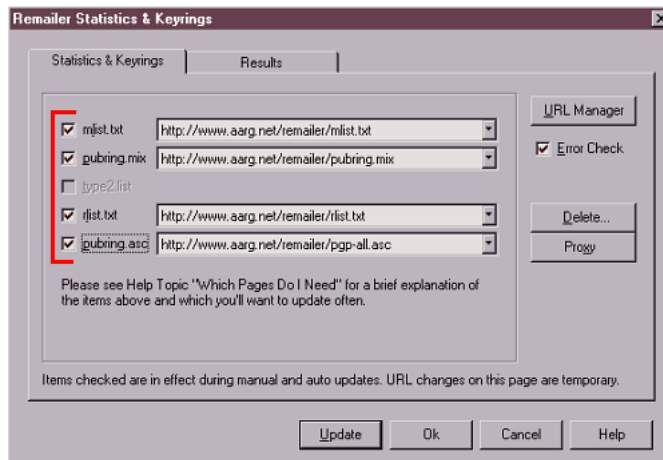 Remailer Statistics & Keyrings
Statistics & Keyrings
Results
mlist.txt http://www.aarg.net/remailer/mlist.txt
URL Manager
pubring.mix http://www.aarg.net/remailer/pubring.mix
Error Check
type2.list
rlist.txt http://www.aarg.net/remailer/rlist.txt
Delete...
pubring.asc http://www.aarg.net/remailer/pgp-all.asc
Proxy
Please see Help Topic "Which Pages Do I Need" for a brief explanation of
the items above and which you'll want to update often.
Items checked are in effect during manual and auto updates. URL changes on this page are temporary.
Update Ok Cancel Help